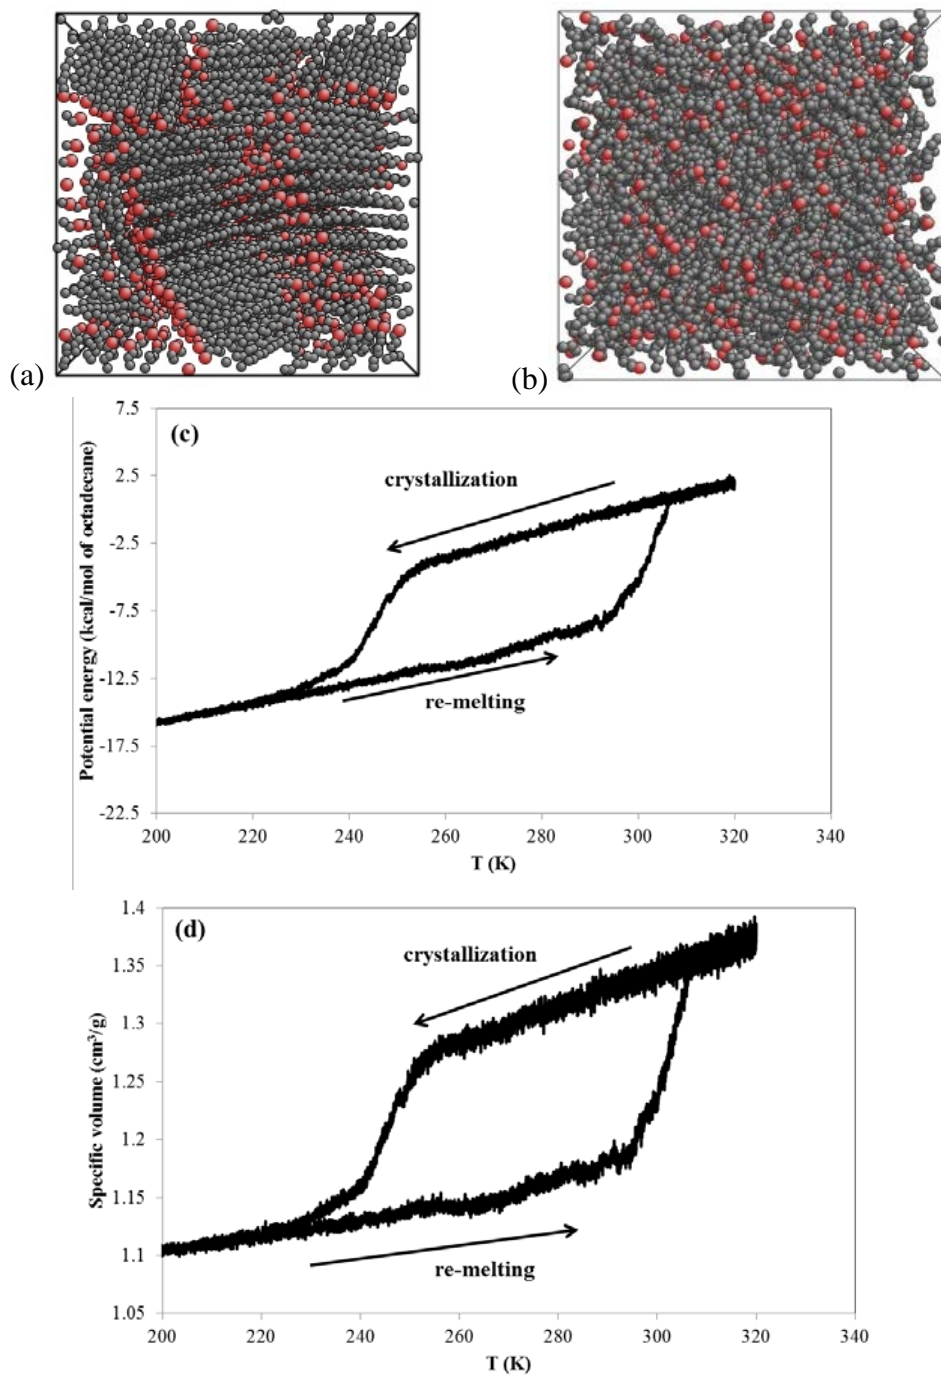 (a)
(b)
(c)
Potential energy (kcal/mol of octadecane)
7.5
2.5
-2.5
-7.5
-12.5
-17.5
-22.5
crystallization
re-melting
200 220 240 260 280 300 320 340
T (K)
(d)
Specific volume (cm³/g)
1.4
1.35
1.3
1.25
1.2
1.15
1.1
1.05
crystallization
re-melting
200 220 240 260 280 300 320 340
T (K)